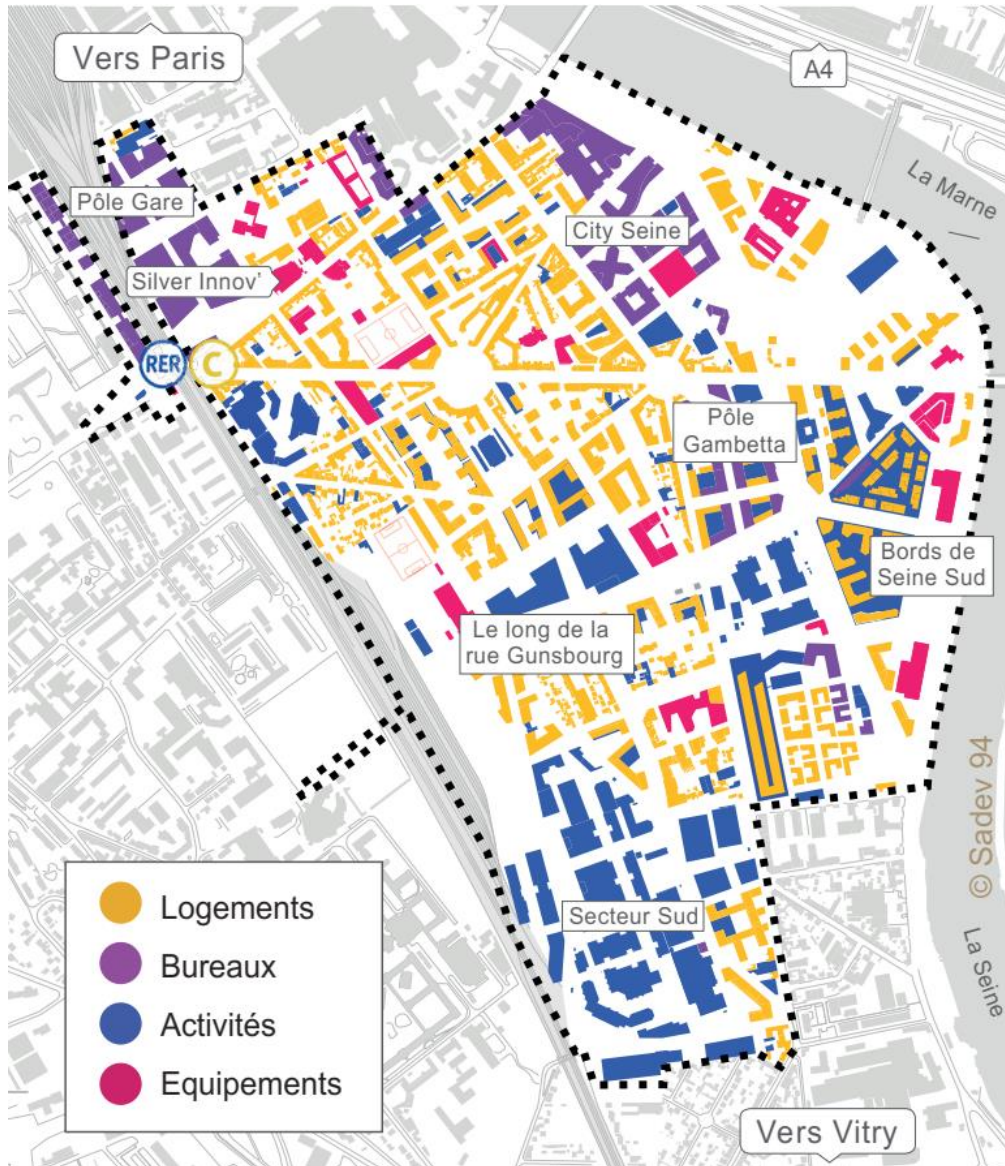 Vers Paris
A4
La Marne
Pôle Gare
City Seine
Silver Innov'
RER
C
Pôle
Gambetta
Bords de
Seine Sud
Le long de la
rue Gunsbourg
© Sadev 94
Logements
Secteur Sud
La Seine
Bureaux
Activités
Equipements
Vers Vitry